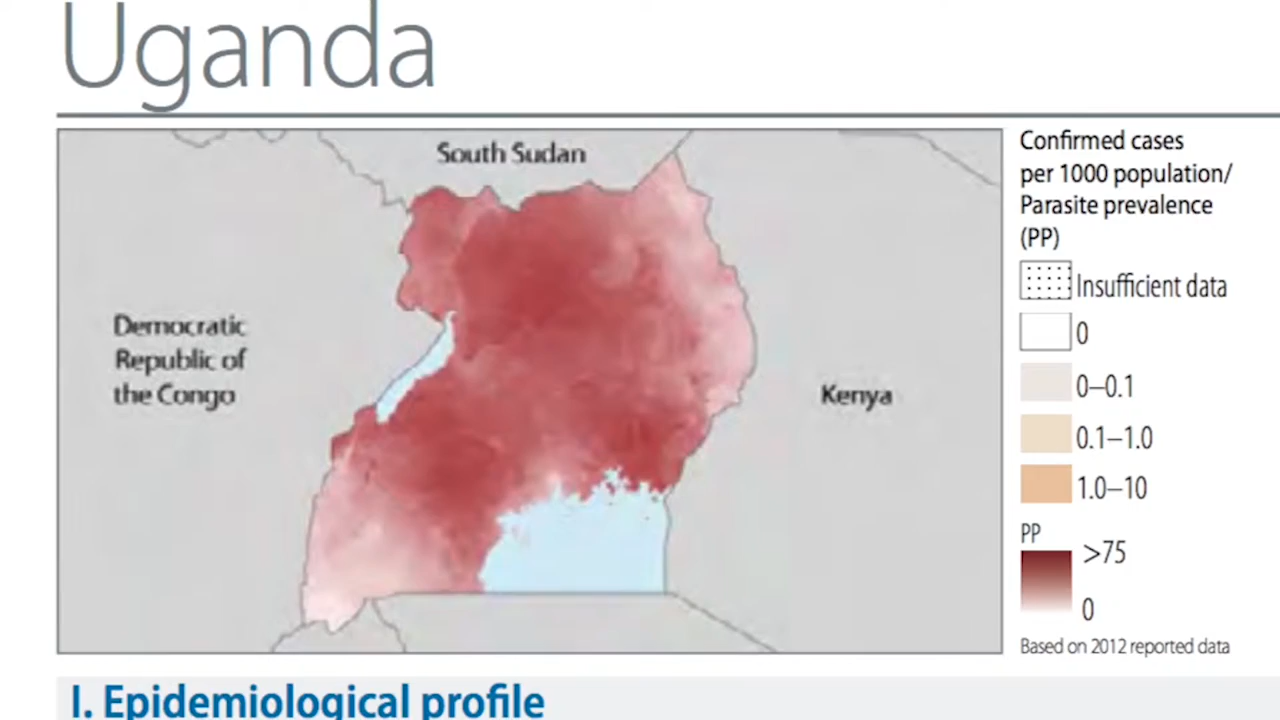 Uganda
South Sudan
Democratic
Republic of
the Congo
Kenya
Confirmed cases
per 1000 population/
Parasite prevalence
(PP)
Insufficient data
0
0–0.1
0.1–1.0
1.0–10
PP
>75
0
Based on 2012 reported data
I. Epidemiological profile